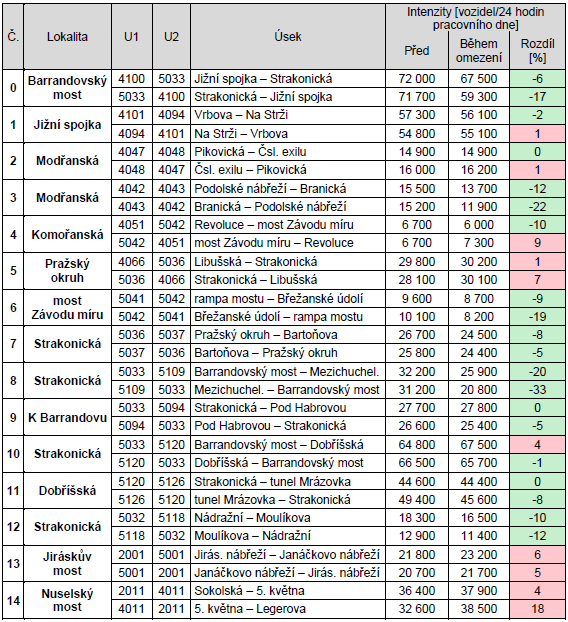 Č. Lokalita U1 U2 Úsek Intenzity [vozidel/24 hodin
pracovního dne]
Před Během
omezení Rozdíl
[%]
0 Barrandovský
most
4100 5033 Jižní spojka – Strakonická 72 000 67 500 -6
5033 4100 Strakonická – Jižní spojka 71 700 59 300 -17
1 Jižní spojka
4101 4094 Vrbova – Na Strži 57 300 56 100 -2
4094 4101 Na Strži – Vrbova 54 800 55 100 1
2 Modřanská
4047 4048 Pikovická – Čsl. exilu 14 900 14 900 0
4048 4047 Čsl. exilu – Pikovická 16 000 16 200 1
3 Modřanská
4042 4043 Podolské nábřeží – Branická 15 500 13 700 -12
4043 4042 Branická – Podolské nábřeží 15 200 11 900 -22
4 Komořanská
4051 5042 Revoluce – most Závodu míru 6 700 6 000 -10
5042 4051 most Závodu míru – Revoluce 6 700 7 300 9
5 Pražský
okruh
4066 5036 Libušská – Strakonická 29 800 30 200 1
5036 4066 Strakonická – Libušská 28 100 30 100 7
6 most
Závodu míru
5041 5042 rampa mostu – Břežanské údolí 9 600 8 700 -9
5042 5041 Břežanské údolí – rampa mostu 10 100 8 200 -19
7 Strakonická
5036 5037 Pražský okruh – Bartoňova 26 700 24 500 -8
5037 5036 Bartoňova – Pražský okruh 25 800 24 400 -5
8 Strakonická
5033 5109 Barrandovský most – Mezichuchel. 32 200 25 900 -20
5109 5033 Mezichuchel. – Barrandovský most 31 200 20 800 -33
9 K Barrandovu
5033 5094 Strakonická – Pod Habrovou 27 700 27 800 0
5094 5033 Pod Habrovou – Strakonická 26 600 25 400 -5
10 Strakonická
5033 5120 Barrandovský most – Dobříšská 64 800 67 500 4
5120 5033 Dobříšská – Barrandovský most 66 500 65 700 -1
11 Dobříšská
5120 5126 Strakonická – tunel Mrázovka 44 600 44 400 0
5126 5120 tunel Mrázovka – Strakonická 49 400 45 600 -8
12 Strakonická
5032 5118 Nádražní – Moulíkova 18 300 16 500 -10
5118 5032 Moulíkova – Nádražní 12 900 11 400 -12
13 Jiráskův
most
2001 5001 Jirás. nábřeží – Janáčkovo nábřeží 21 800 23 200 6
5001 2001 Janáčkovo nábřeží – Jirás. nábřeží 20 700 21 700 5
14 Nuselský
most
2011 4011 Sokolská – 5. května 36 400 37 900 4
4011 2011 5. května – Legerova 32 600 38 500 18